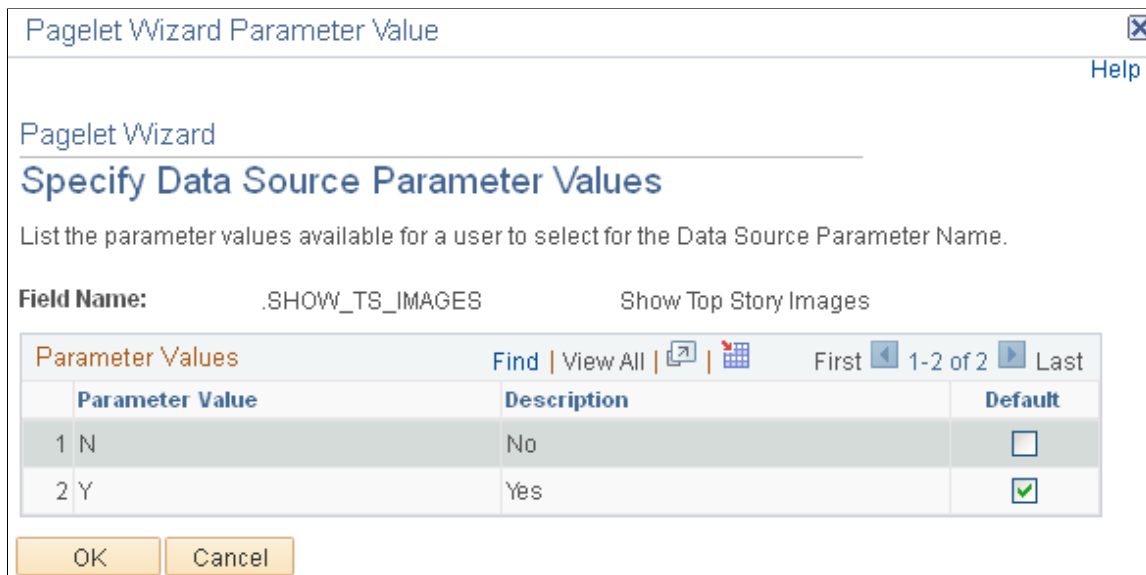 Pagelet Wizard Parameter Value
Help
Pagelet Wizard
Specify Data Source Parameter Values
List the parameter values available for a user to select for the Data Source Parameter Name.
Field Name: .SHOW_TS_IMAGES Show Top Story Images
Parameter Values Find | View All | | First 1-2 of 2 Last
Parameter Value Description Default
1 N No
2 Y Yes
OK Cancel